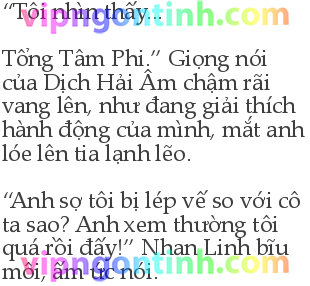 “Tôi nhìn thấy...
vipngontinh.com
Tổng Tâm Phi.” Giọng nói
của Dịch Hải Âm chậm rãi
vang lên, như đang giải thích
hành động của mình, mắt anh
lóe lên tia lạnh lẽo.
“Anh sợ tôi bị lép vế so với cô
ta sao? Anh xem thường tôi
quá rồi đấy!” Nhan Linh bĩu
môi, ấm ức nói.
vipngontinh.com